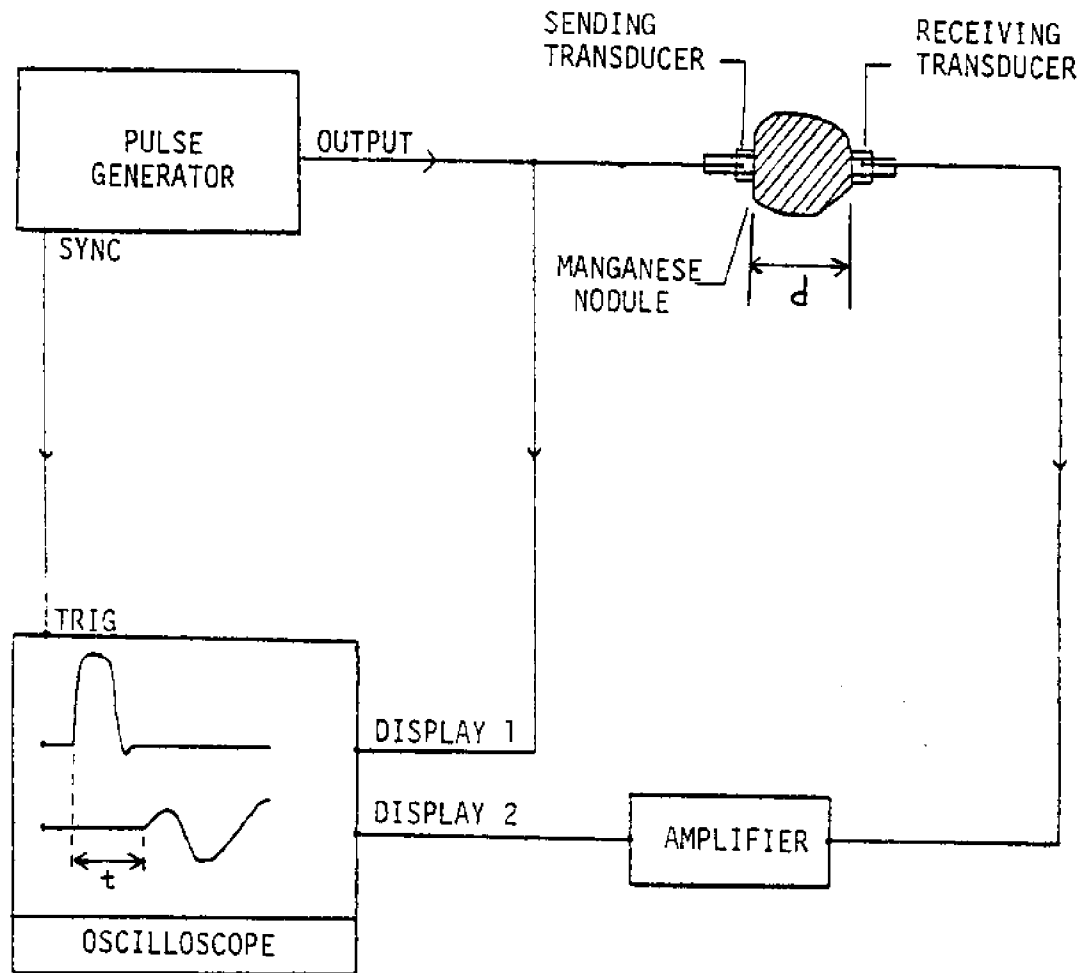 SENDING
TRANSDUCER
RECEIVING
TRANSDUCER
PULSE
GENERATOR
OUTPUT
SYNC
MANGANESE
NODULE
d
TRIG
DISPLAY 1
DISPLAY 2
AMPLIFIER
t
OSCILLOSCOPE